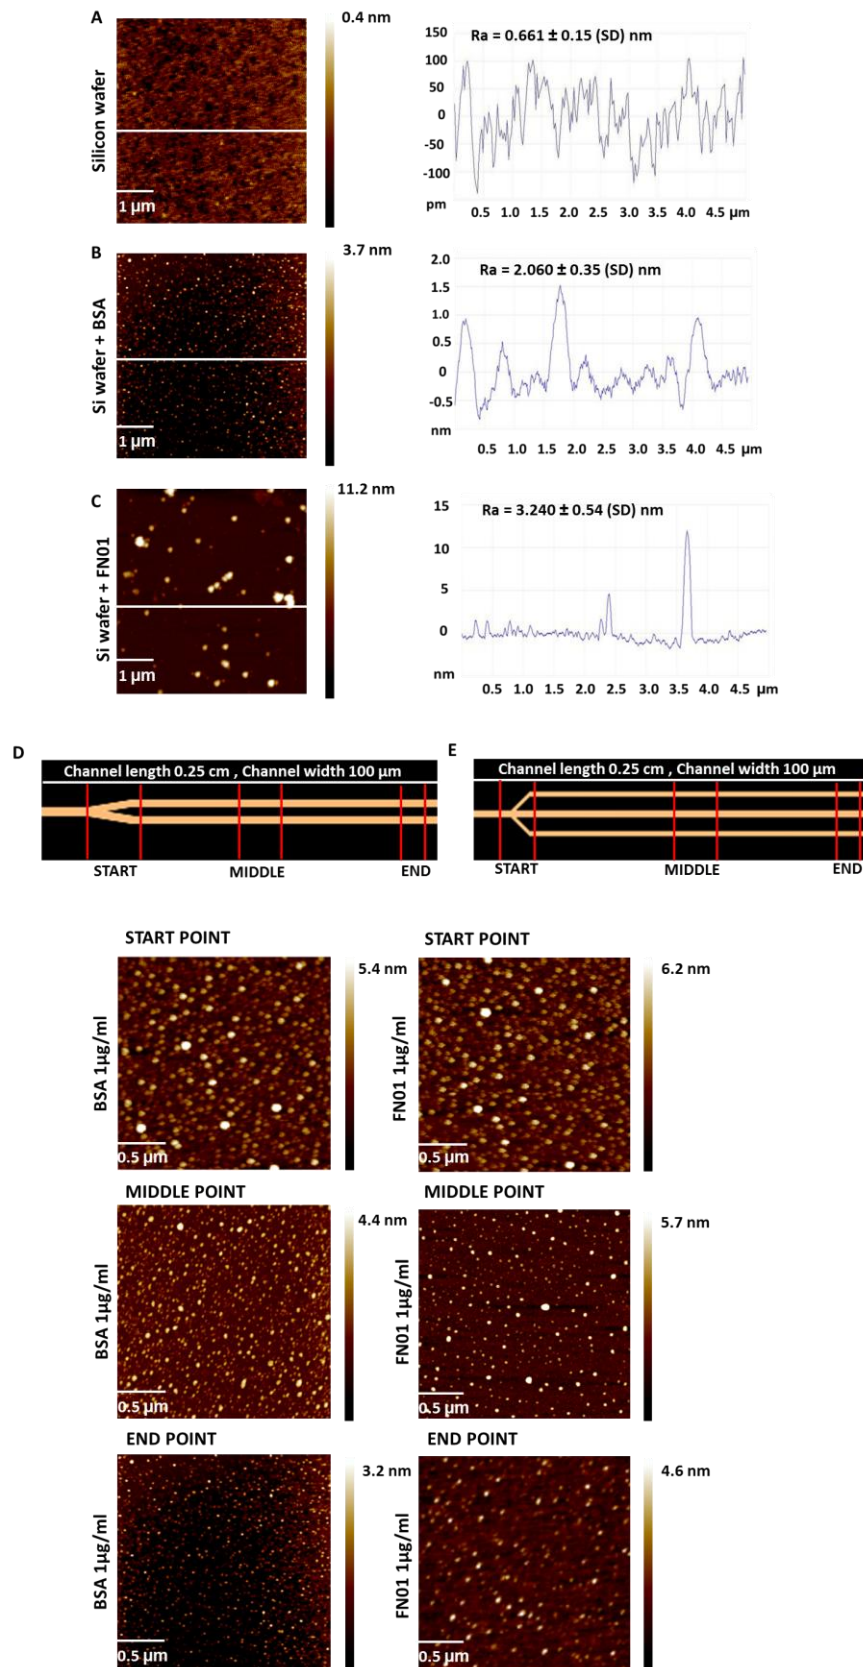 A
Silicon wafer
1 µm
0.4 nm
Ra = 0.661 ± 0.15 (SD) nm
150
100
50
0
-50
-100
pm
0.5 1.0 1.5 2.0 2.5 3.0 3.5 4.0 4.5 µm
B
Si wafer + BSA
1 µm
3.7 nm
Ra = 2.060 ± 0.35 (SD) nm
2.0
1.5
1.0
0.5
0
-0.5
nm
0.5 1.0 1.5 2.0 2.5 3.0 3.5 4.0 4.5 µm
C
Si wafer + FN01
1 µm
11.2 nm
Ra = 3.240 ± 0.54 (SD) nm
15
10
5
0
nm
0.5 1.0 1.5 2.0 2.5 3.0 3.5 4.0 4.5 µm
D
Channel length 0.25 cm , Channel width 100 µm
START MIDDLE END
E
Channel length 0.25 cm , Channel width 100 µm
START MIDDLE END
START POINT
BSA 1µg/ml
0.5 µm
5.4 nm
START POINT
FN01 1µg/ml
0.5 µm
6.2 nm
MIDDLE POINT
BSA 1µg/ml
0.5 µm
4.4 nm
MIDDLE POINT
FN01 1µg/ml
0.5 µm
5.7 nm
END POINT
BSA 1µg/ml
0.5 µm
3.2 nm
END POINT
FN01 1µg/ml
0.5 µm
4.6 nm